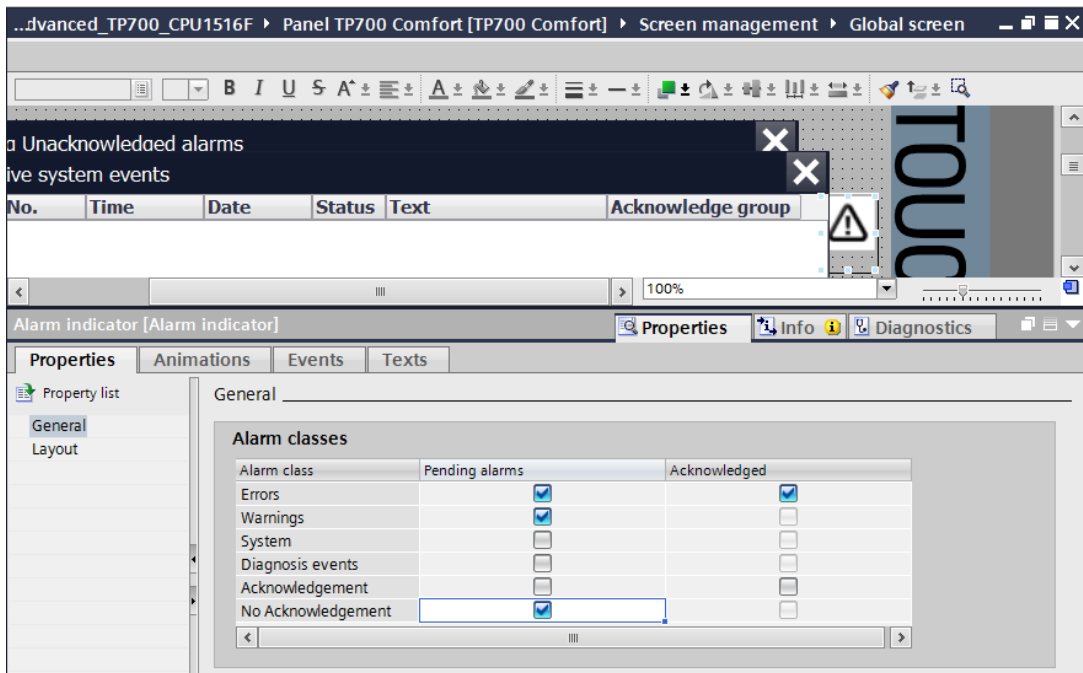 ...dvanced_TP700_CPU1516F ▸ Panel TP700 Comfort [TP700 Comfort] ▸ Screen management ▸ Global screen
B I U S A A
Unacknowledged alarms
ive system events
No. Time Date Status Text Acknowledge group
TOUC
100%
Alarm indicator [Alarm indicator]
Properties Info Diagnostics
Properties Animations Events Texts
Property list
General
Layout
General
Alarm classes
Alarm class Pending alarms Acknowledged
Errors
Warnings
System
Diagnosis events
Acknowledgement
No Acknowledgement